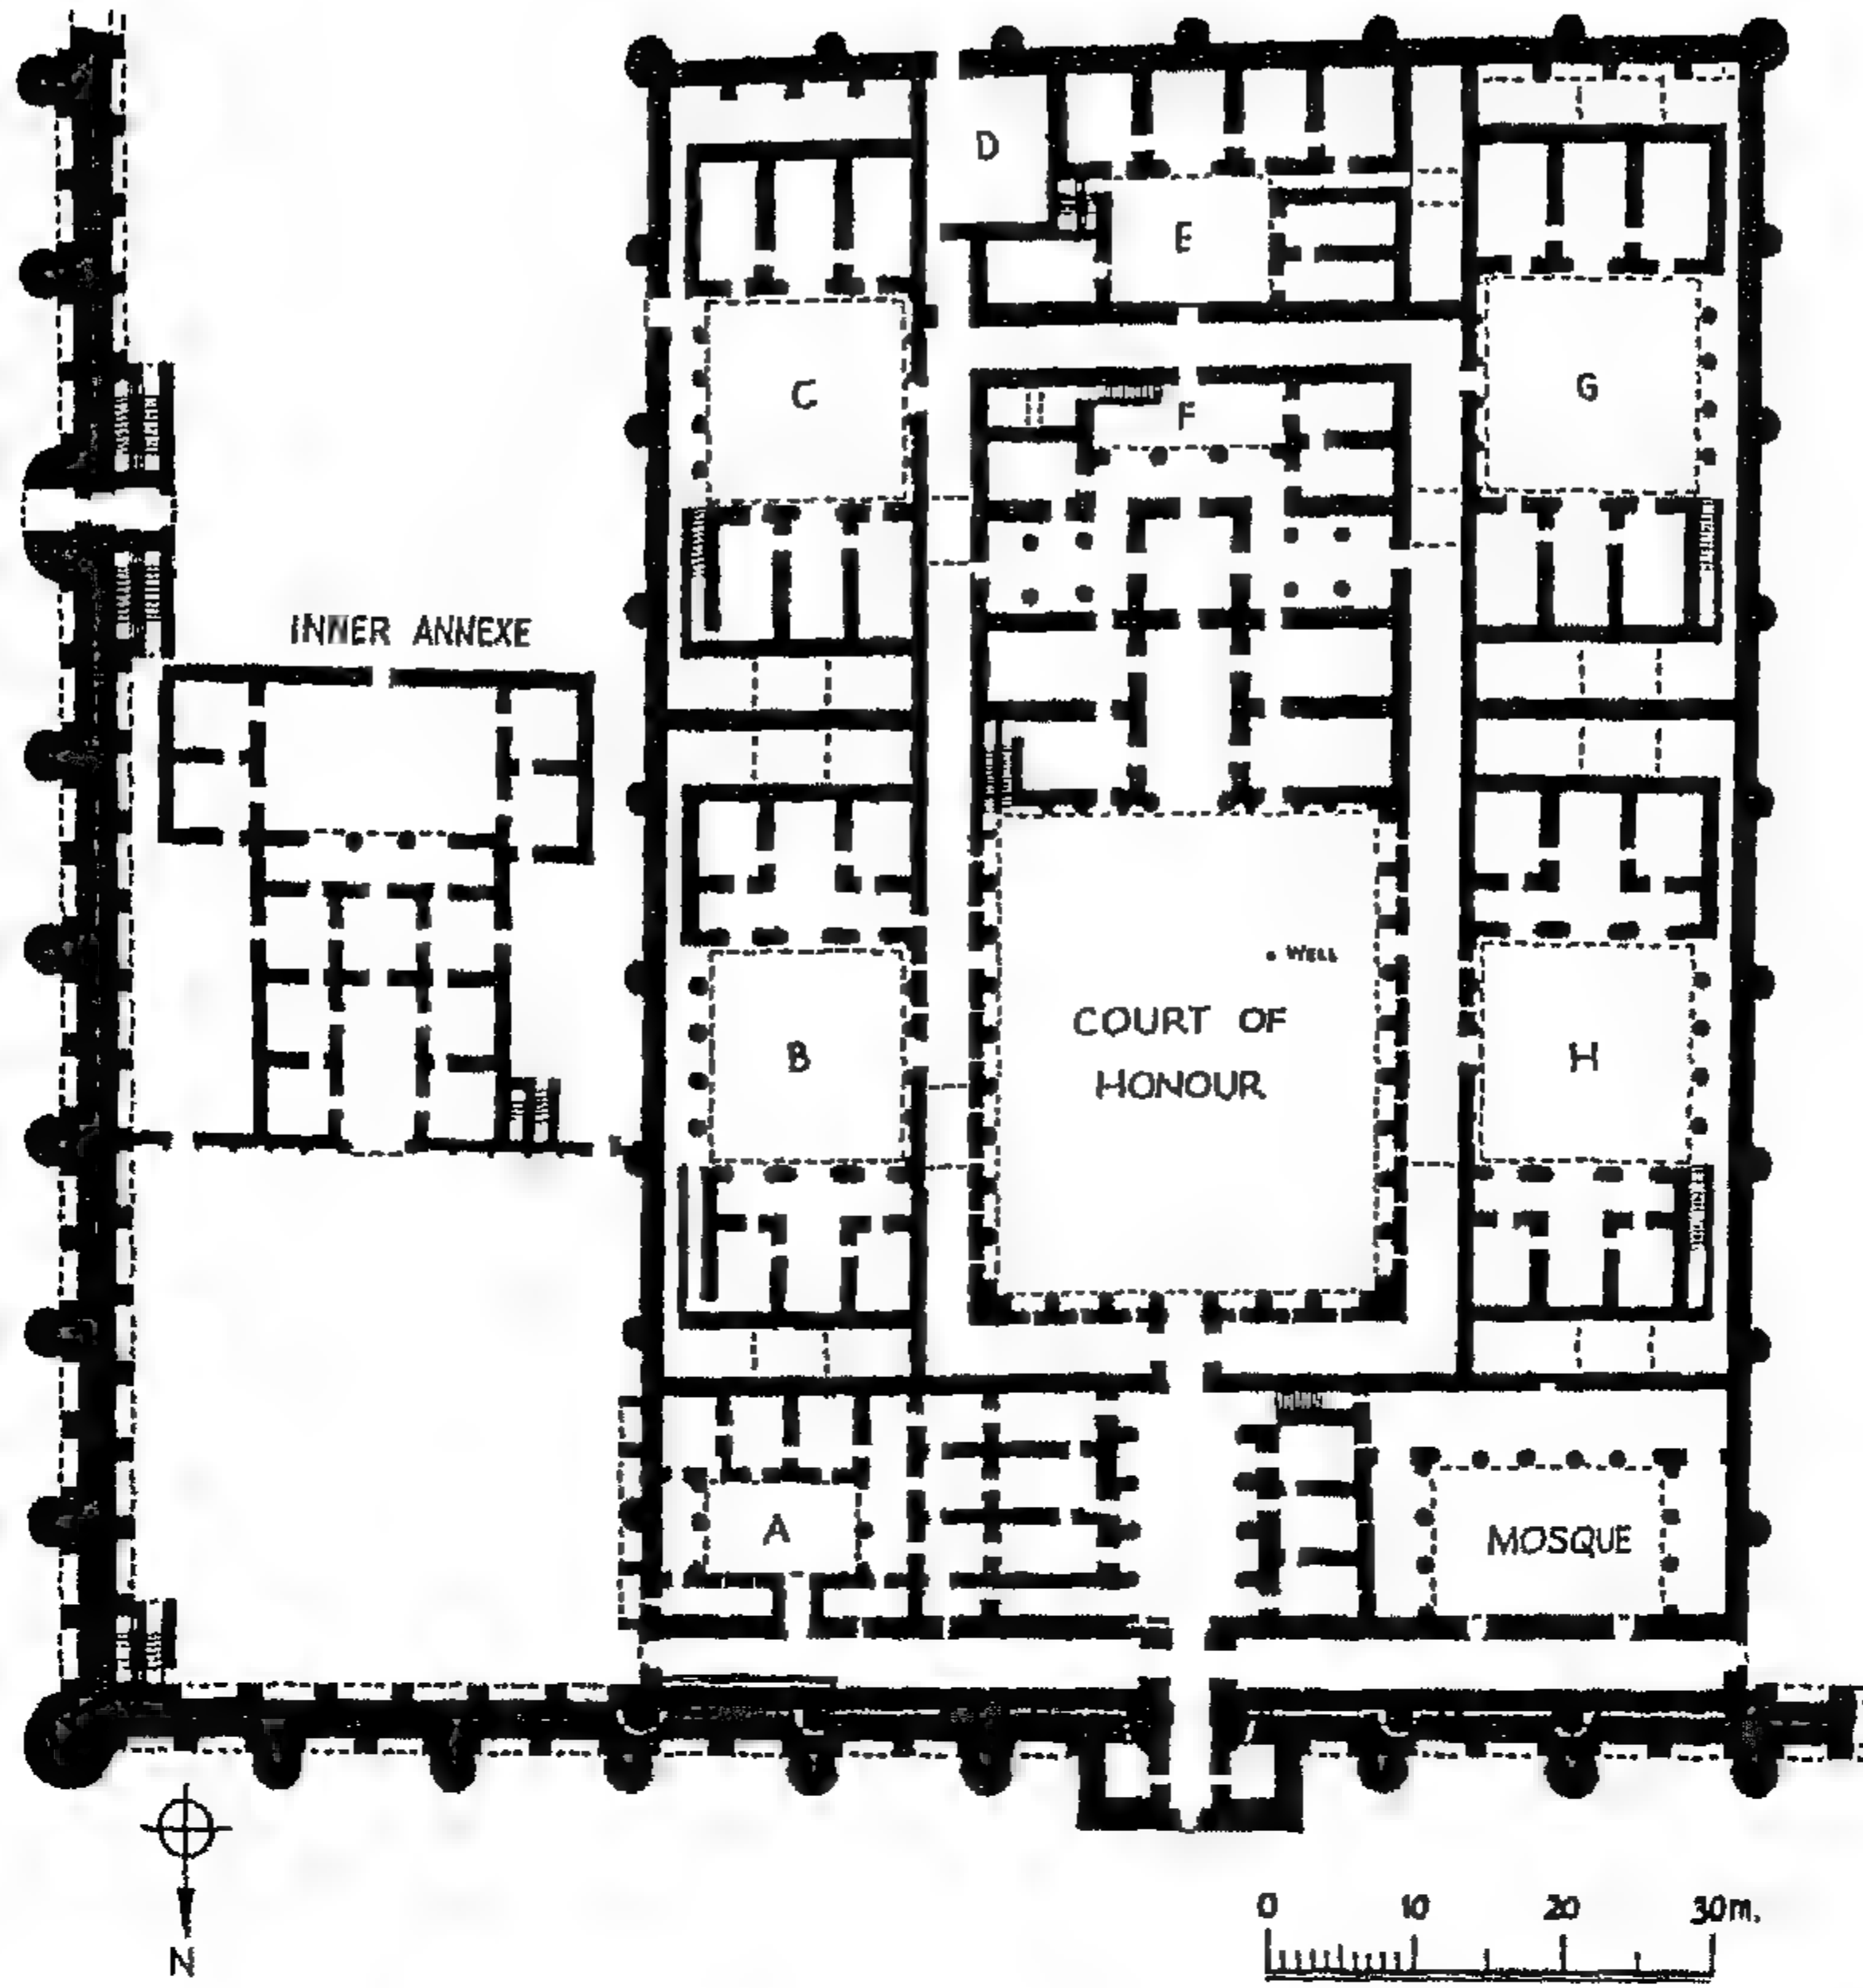 D
E
C
G
F
INNER ANNEXE
WELL
COURT OF
HONOUR
B
H
A
MOSQUE
N
0 10 20 30m.